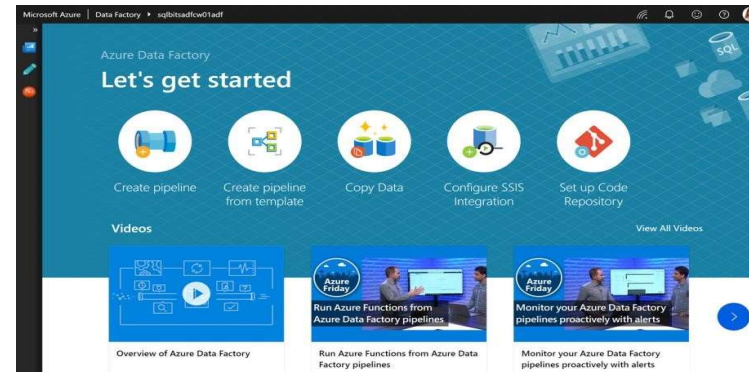 Microsoft Azure | Data Factory ▸ sqlbitsadfcw01adf
»
SQL
Azure Data Factory
Let's get started
Create pipeline
Create pipeline
from template
Copy Data
Configure SSIS
Integration
Set up Code
Repository
Videos
View All Videos
Azure
Friday
Run Azure Functions from
Azure Data Factory pipelines
Azure
Friday
Monitor your Azure Data Factory
pipelines proactively with alerts
Overview of Azure Data Factory
Run Azure Functions from Azure Data
Factory pipelines
Monitor your Azure Data Factory
pipelines proactively with alerts